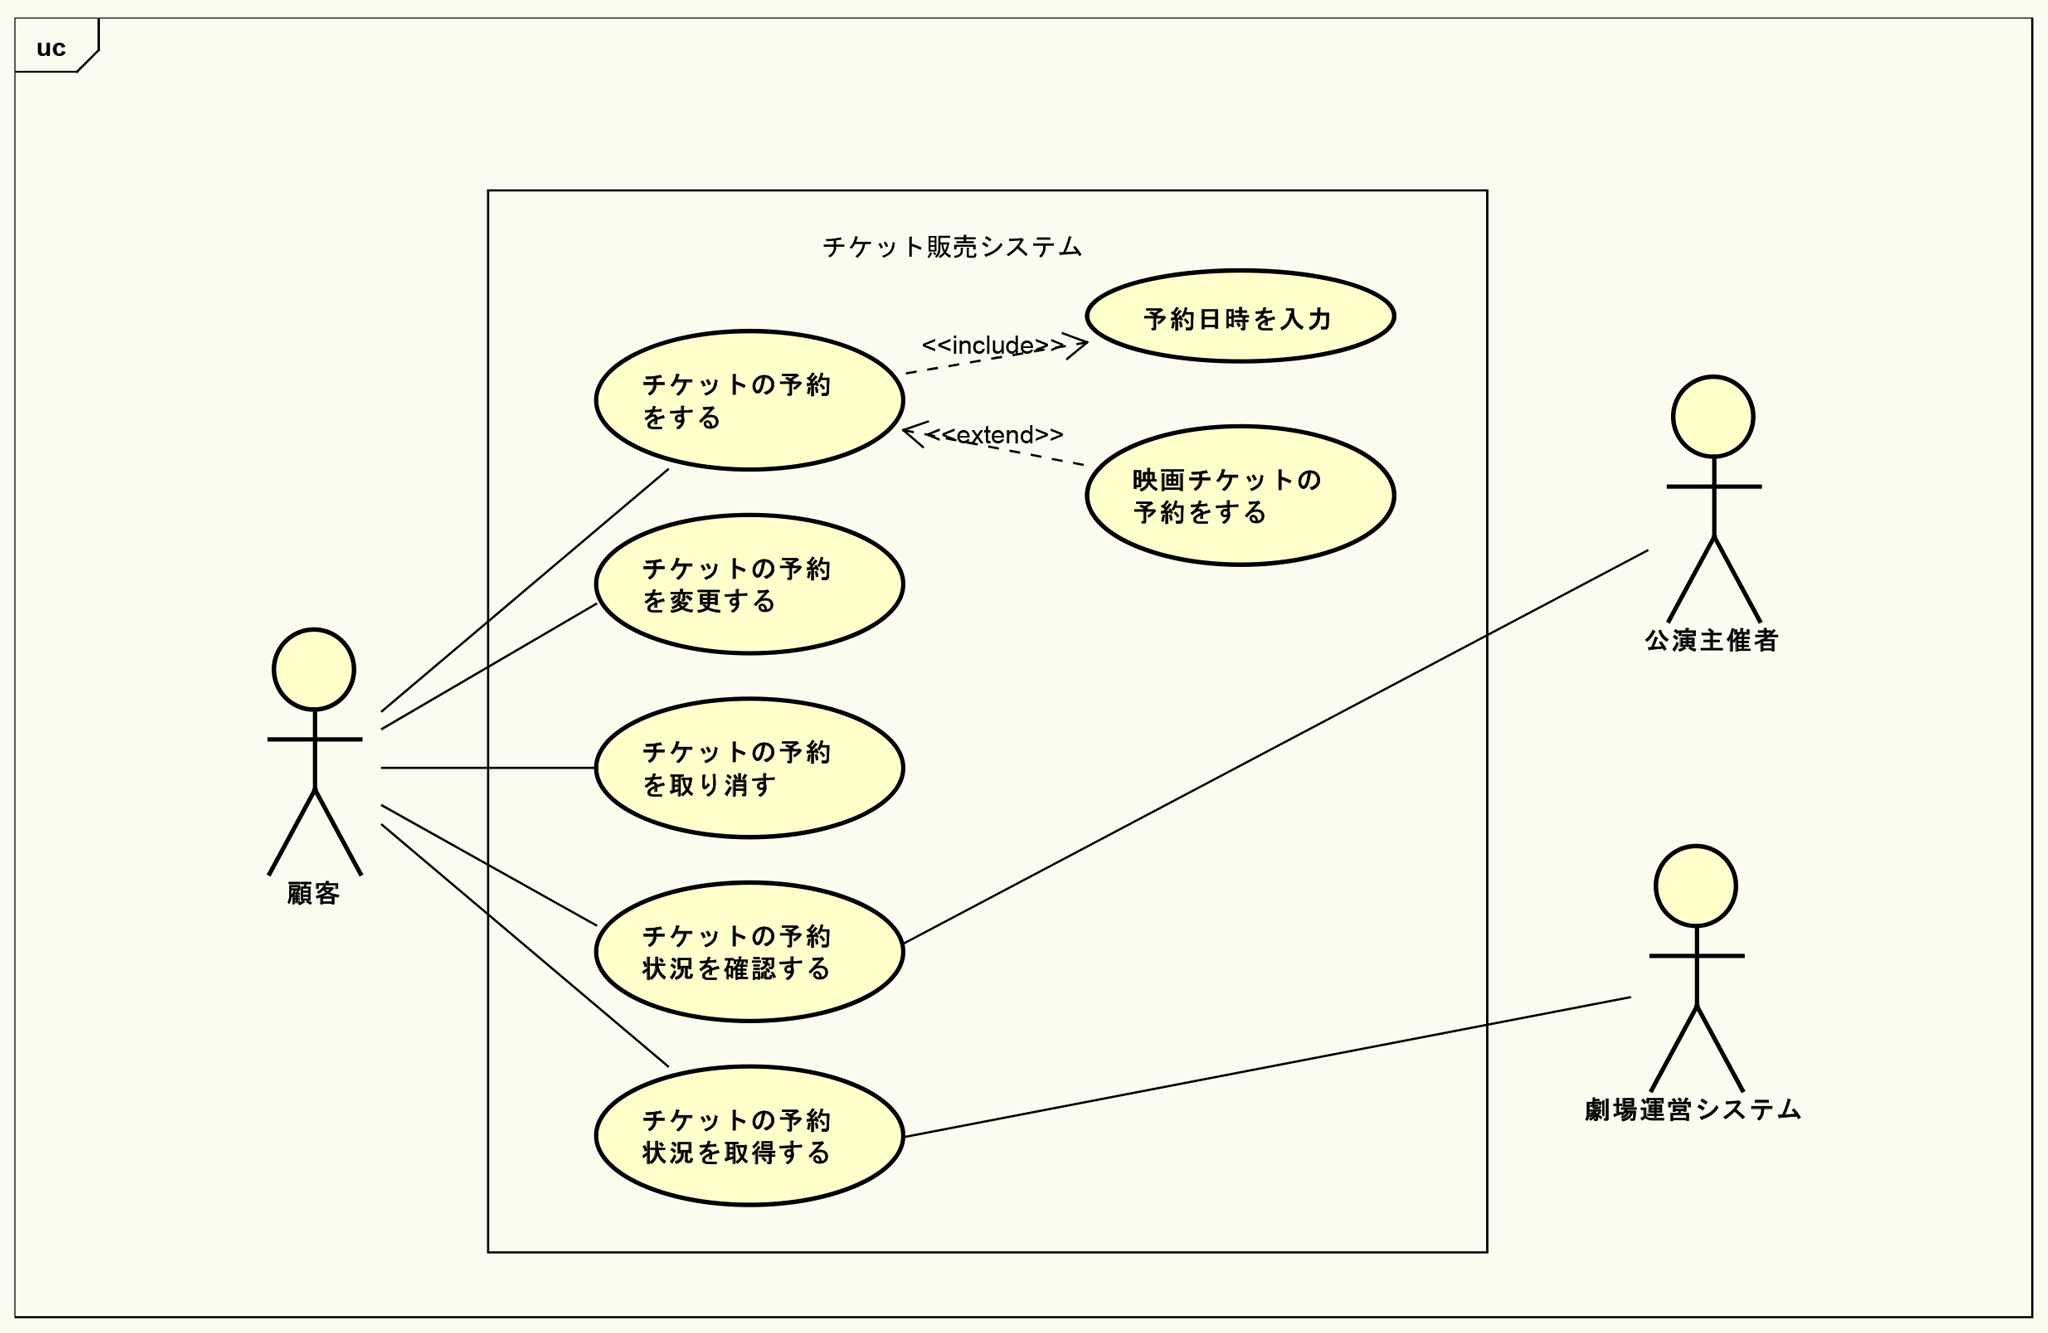 uc
チケット販売システム
予約日時を入力
<<include>>
チケットの予約
をする
<<extend>>
映画チケットの
予約をする
チケットの予約
を変更する
公演主催者
チケットの予約
を取り消す
顧客
チケットの予約
状況を確認する
劇場運営システム
チケットの予約
状況を取得する